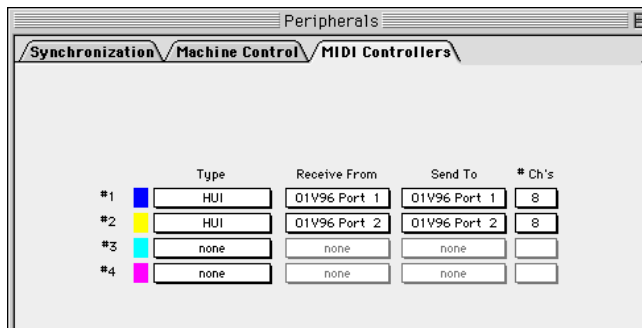 Peripherals
Synchronization Machine Control MIDI Controllers
Type Receive From Send To # Ch's
#1 HUI 01V96 Port 1 01V96 Port 1 8
#2 HUI 01V96 Port 2 01V96 Port 2 8
#3 none none none
#4 none none none